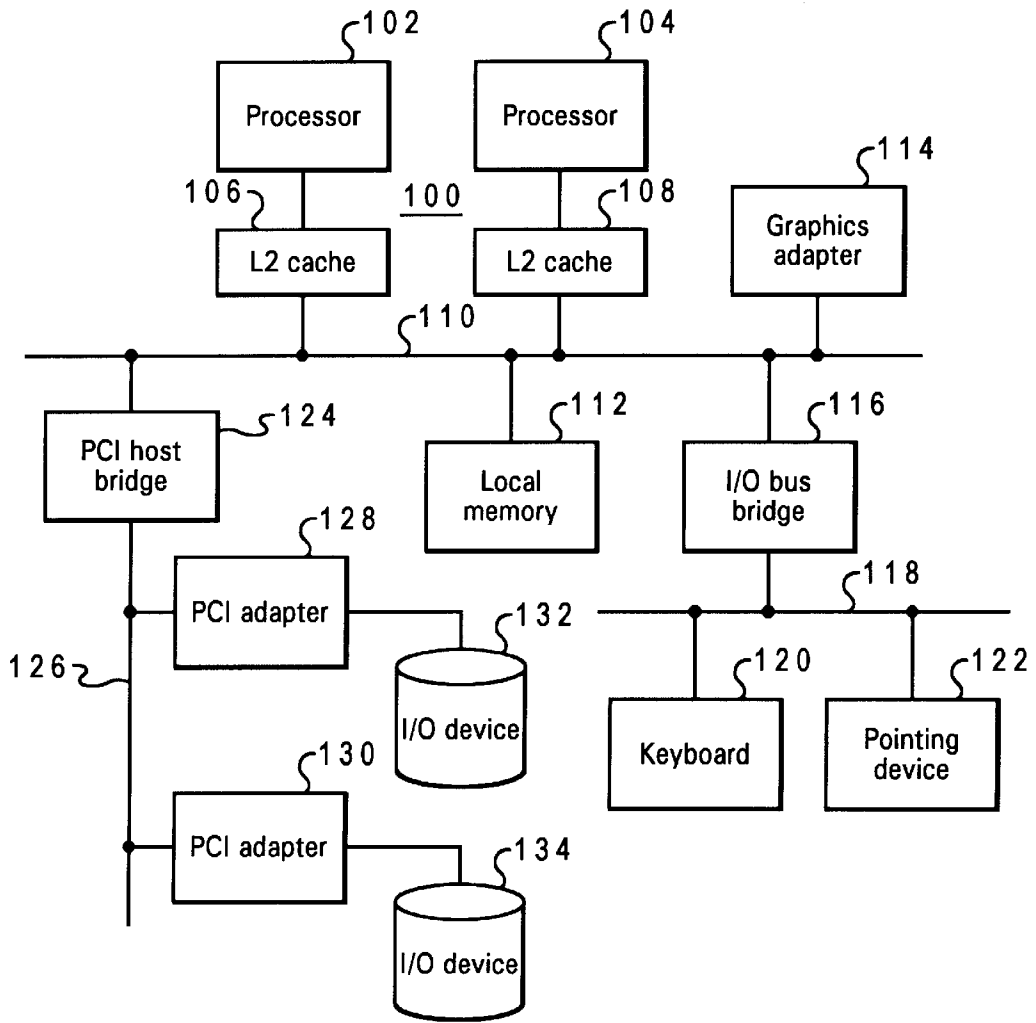 102
104
Processor
Processor
114
106
100
108
Graphics
adapter
L2 cache
L2 cache
110
124
112
116
PCI host
bridge
Local
memory
I/O bus
bridge
128
118
PCI adapter
132
126
120
122
I/O device
Keyboard
Pointing
device
130
PCI adapter
134
I/O device